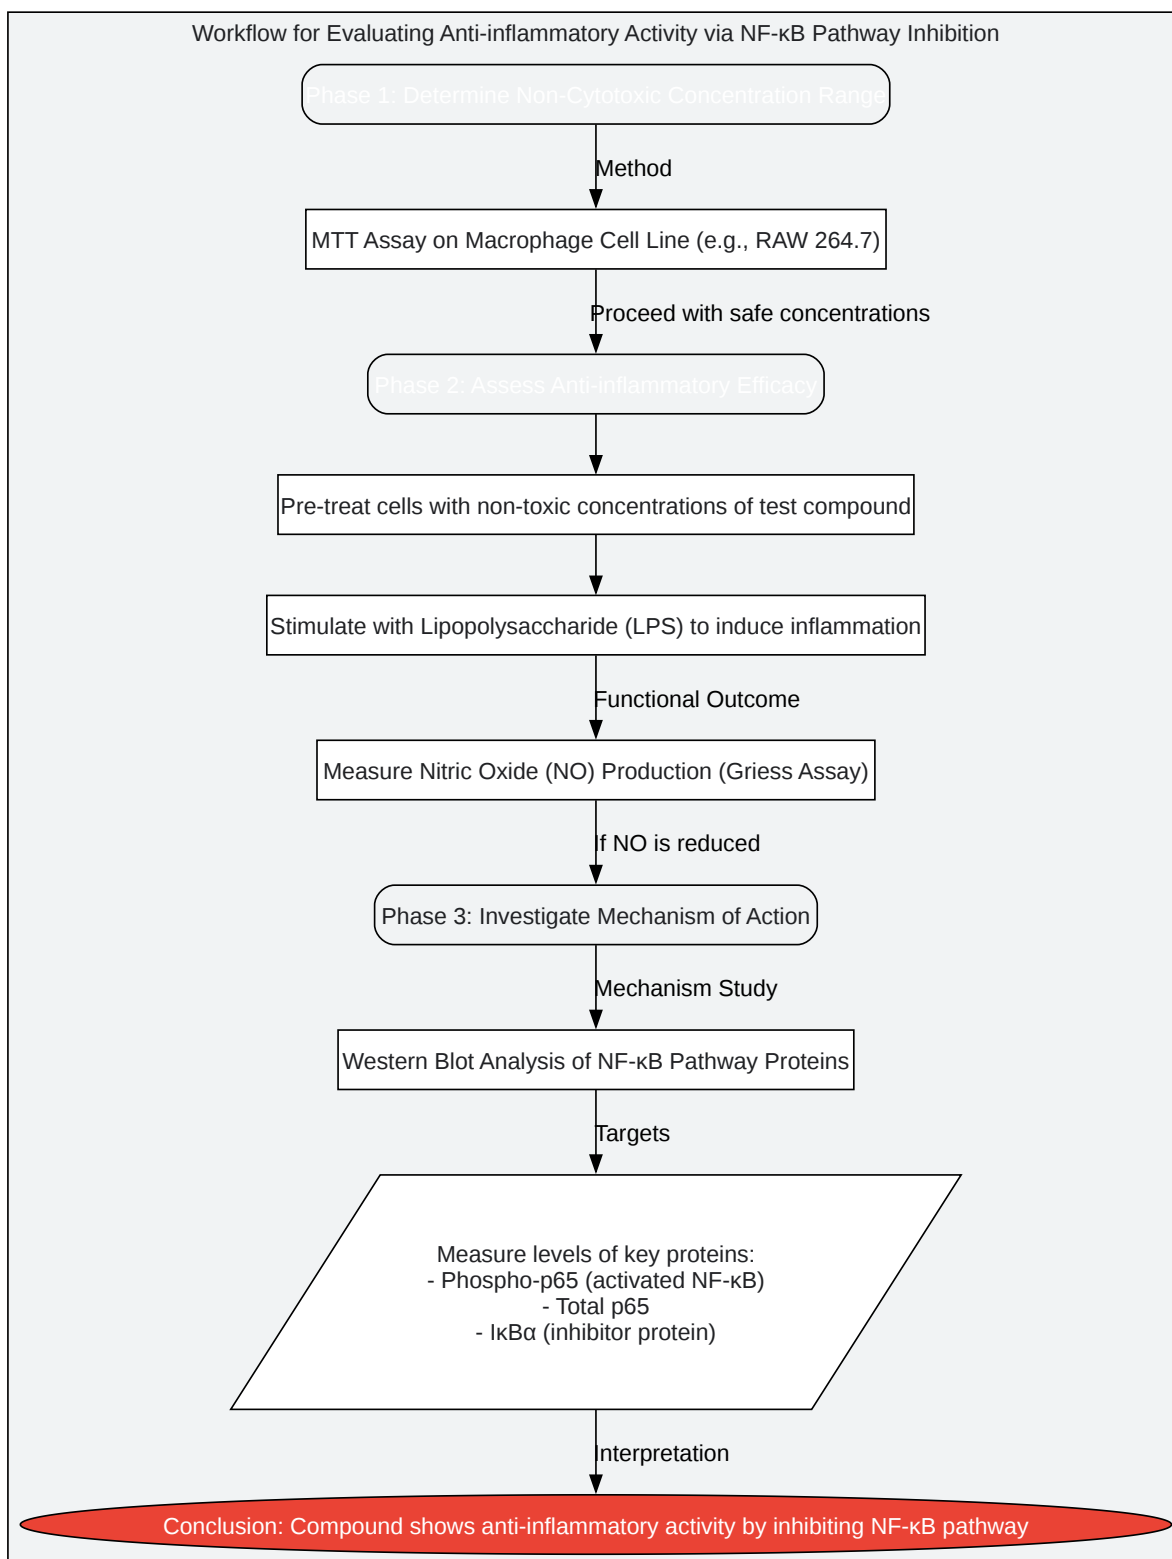 Workflow for Evaluating Anti-inflammatory Activity via NF-κB Pathway Inhibition
Phase 1: Determine Non-Cytotoxic Concentration Range
Method
MTT Assay on Macrophage Cell Line (e.g., RAW 264.7)
Proceed with safe concentrations
Phase 2: Assess Anti-inflammatory Efficacy
Pre-treat cells with non-toxic concentrations of test compound
Stimulate with Lipopolysaccharide (LPS) to induce inflammation
Functional Outcome
Measure Nitric Oxide (NO) Production (Griess Assay)
If NO is reduced
Phase 3: Investigate Mechanism of Action
Mechanism Study
Western Blot Analysis of NF-κB Pathway Proteins
Targets
Measure levels of key proteins:
- Phospho-p65 (activated NF-κB)
- Total p65
- IκBα (inhibitor protein)
Interpretation
Conclusion: Compound shows anti-inflammatory activity by inhibiting NF-κB pathway